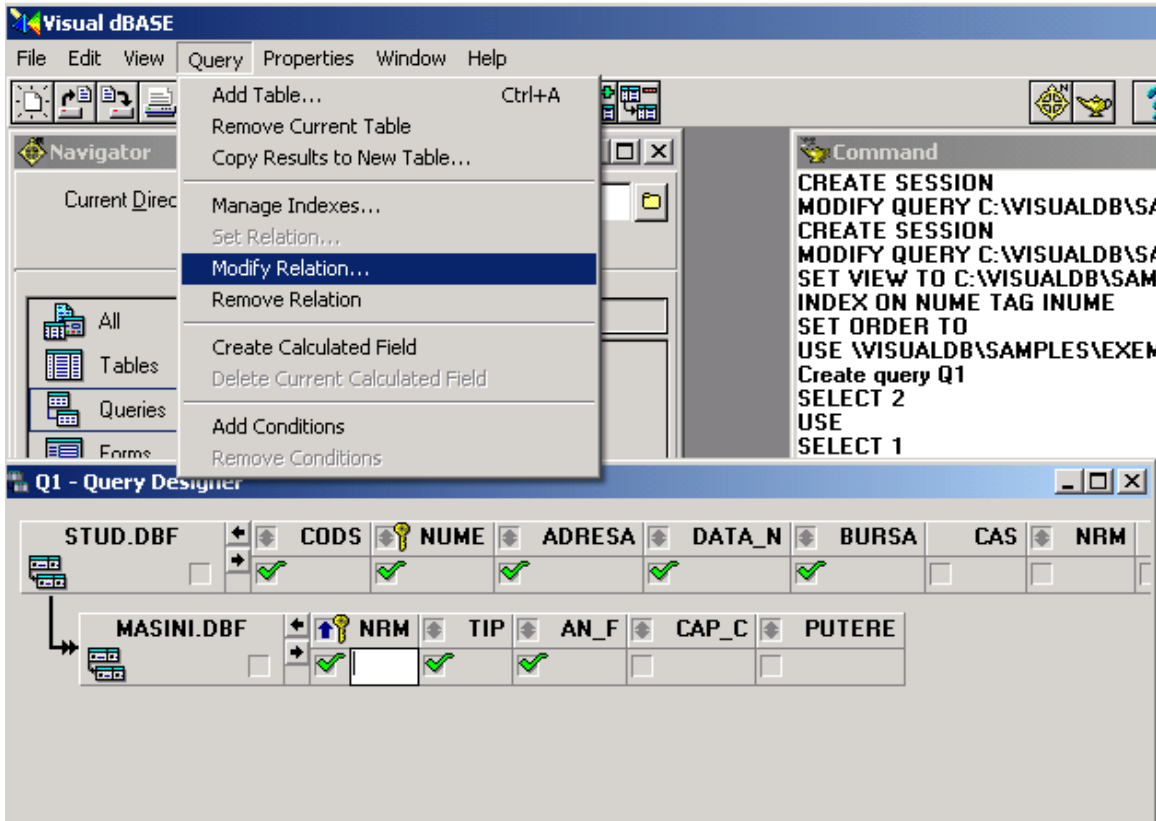 Visual dBASE
File Edit View Query Properties Window Help
Add Table... Ctrl+A
Remove Current Table
Copy Results to New Table...
Manage Indexes...
Set Relation...
Modify Relation...
Remove Relation
Create Calculated Field
Delete Current Calculated Field
Add Conditions
Remove Conditions
Navigator
Current Direc
All
Tables
Queries
Forms
Command
CREATE SESSION
MODIFY QUERY C:\VISUALDB\SA
CREATE SESSION
MODIFY QUERY C:\VISUALDB\SA
SET VIEW TO C:\VISUALDB\SAM
INDEX ON NUME TAG INUME
SET ORDER TO
USE \VISUALDB\SAMPLES\EXEM
Create query Q1
SELECT 2
USE
SELECT 1
Q1 - Query Designer
STUD.DBF CODS NUME ADRESA DATA_N BURSA CAS NRM
MASINI.DBF NRM TIP AN_F CAP_C PUTERE